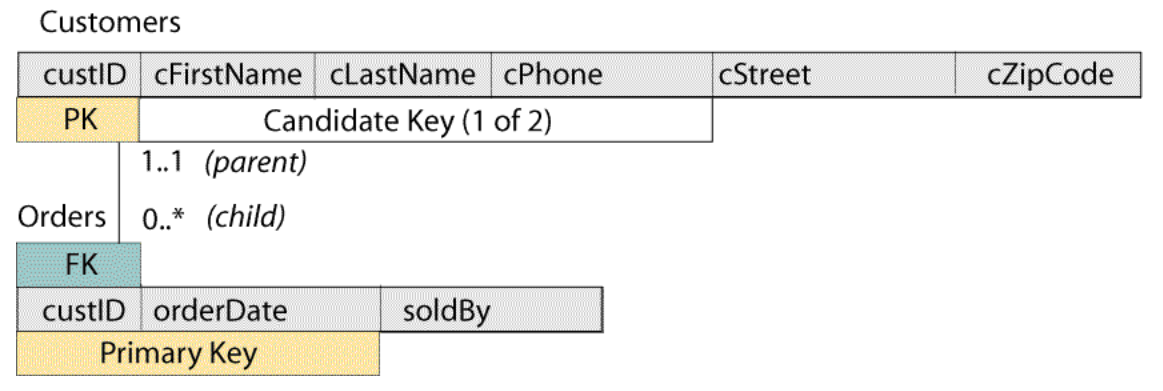 Customers
custID cFirstName cLastName cPhone cStreet cZipCode
PK Candidate Key (1 of 2)
1..1 (parent)
Orders 0..* (child)
FK
custID orderDate soldBy
Primary Key